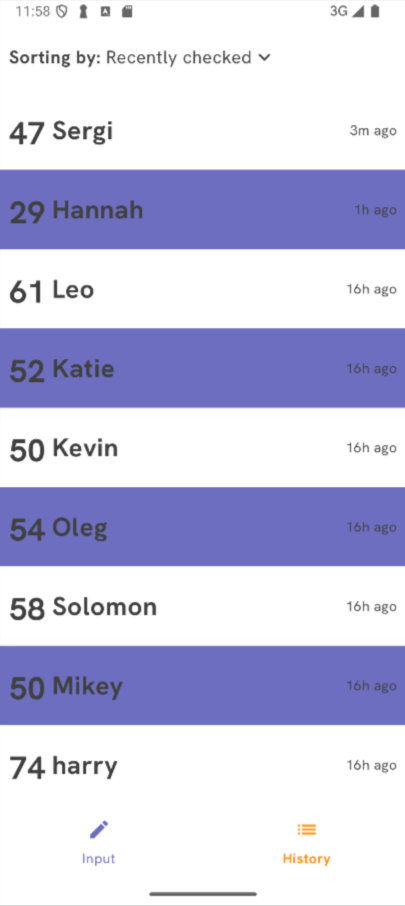 11:58 3G
Sorting by: Recently checked
47 Sergi 3m ago
29 Hannah 1h ago
61 Leo 16h ago
52 Katie 16h ago
50 Kevin 16h ago
54 Oleg 16h ago
58 Solomon 16h ago
50 Mikey 16h ago
74 harry 16h ago
Input History